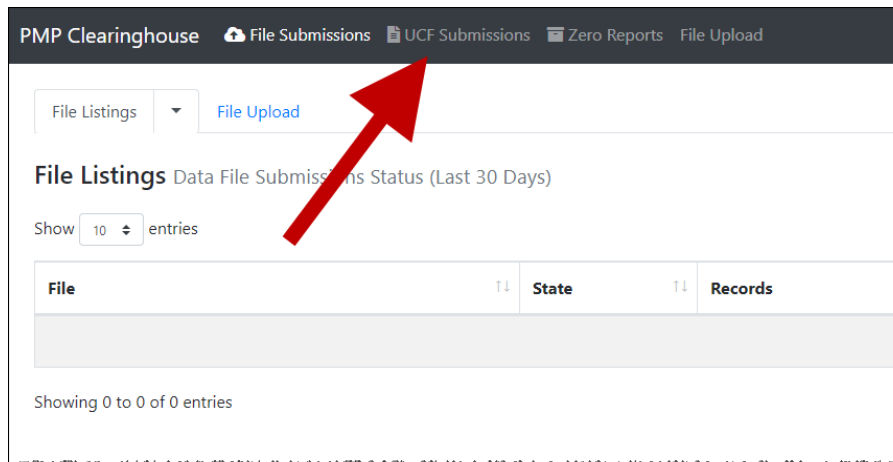 PMP Clearinghouse File Submissions UCF Submissions Zero Reports File Upload
File Listings File Upload
File Listings Data File Submissions Status (Last 30 Days)
Show 10 entries
File State Records
Showing 0 to 0 of 0 entries